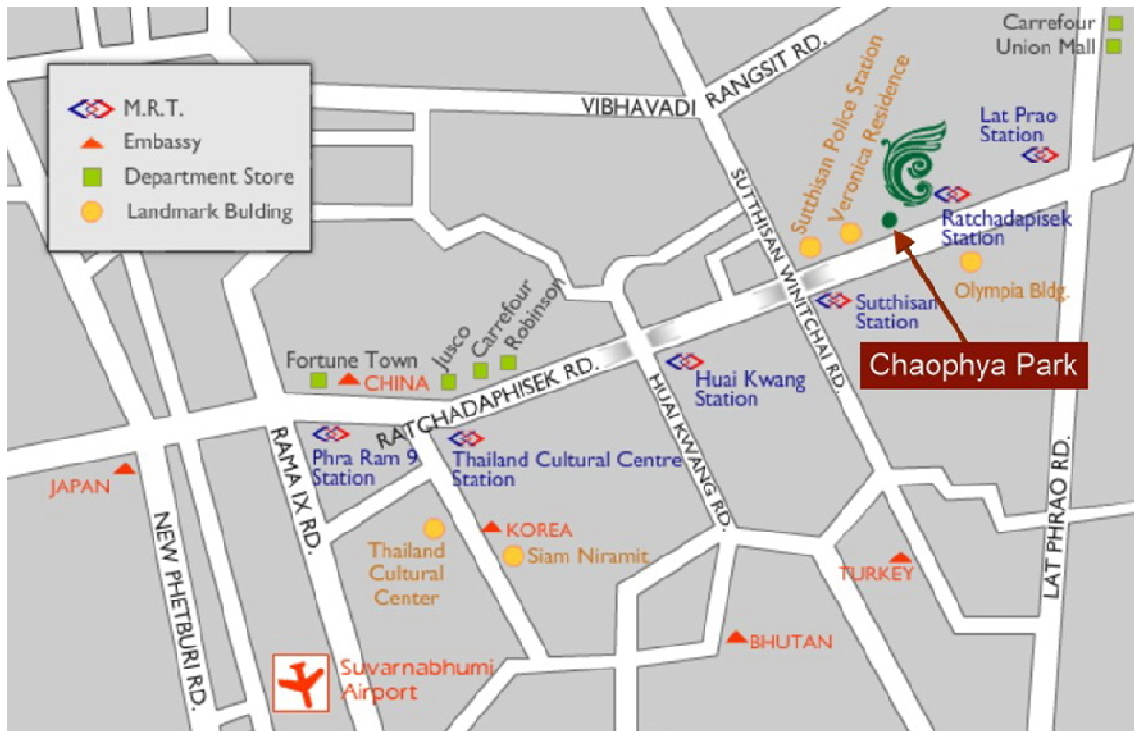 Carrefour
Union Mall
M.R.T.
Embassy
Department Store
Landmark Bulding
VIBHAVADI RANGSIT RD.
Sutthisan Police Station
Veronica Residence
Lat Prao
Station
SUTTHISAN WINITCHAI RD.
Ratchadapisek
Station
Olympia Bldg.
Sutthisan
Station
Chaophya Park
Fortune Town
CHINA
Jusco
Carrefour
Robinson
RATCHADAPHISEK RD.
Huai Kwang
Station
HUAI KWANG RD.
Phra Ram 9
Station
Thailand Cultural Centre
Station
RAMA IX RD.
JAPAN
NEW PHETBURI RD.
Thailand
Cultural
Center
KOREA
Siam Niramit
TURKEY
BHUTAN
LAT PHRAO RD.
Suvarnabhumi
Airport